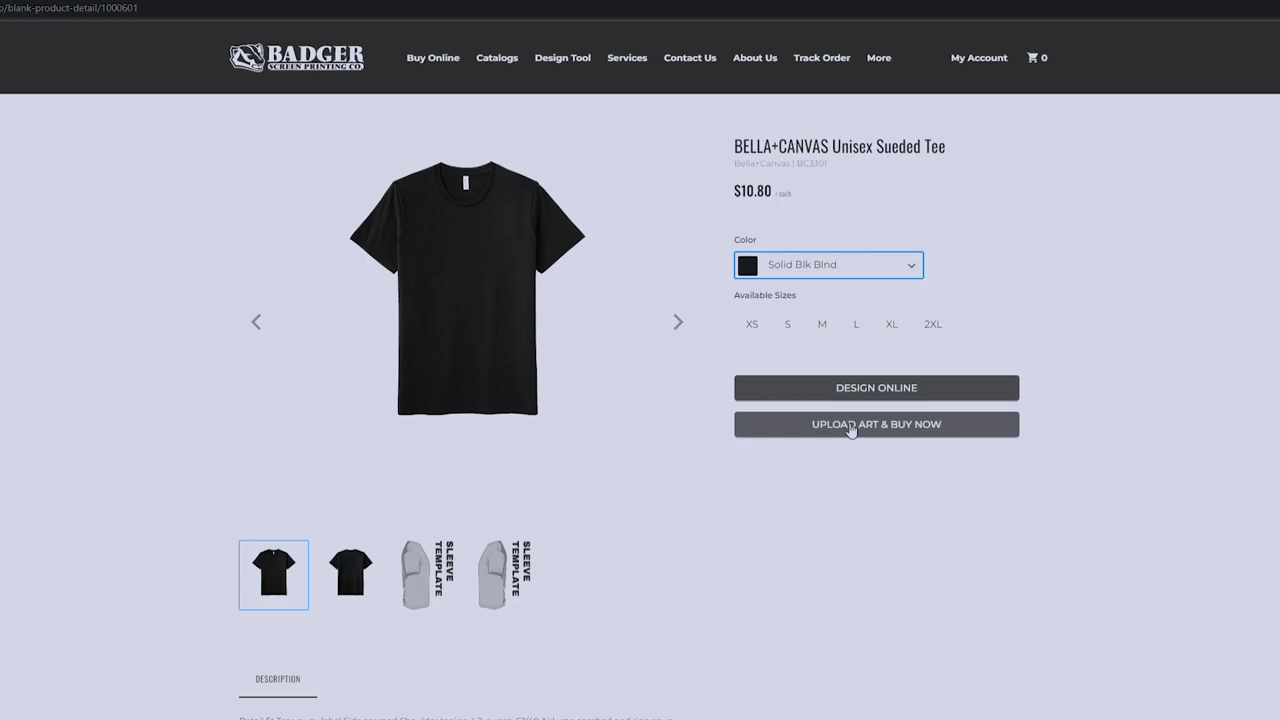 o/blank-product-detail/1000601
BADGER
SCREEN PRINTING CO.
Buy Online Catalogs Design Tool Services Contact Us About Us Track Order More My Account 0
BELLA+CANVAS Unisex Sueded Tee
Bella+Canvas | BC3301
$10.80 / each
Color
Solid Blk Blnd
Available Sizes
XS S M L XL 2XL
DESIGN ONLINE
UPLOAD ART & BUY NOW
SLEEVE
TEMPLATE
SLEEVE
TEMPLATE
DESCRIPTION